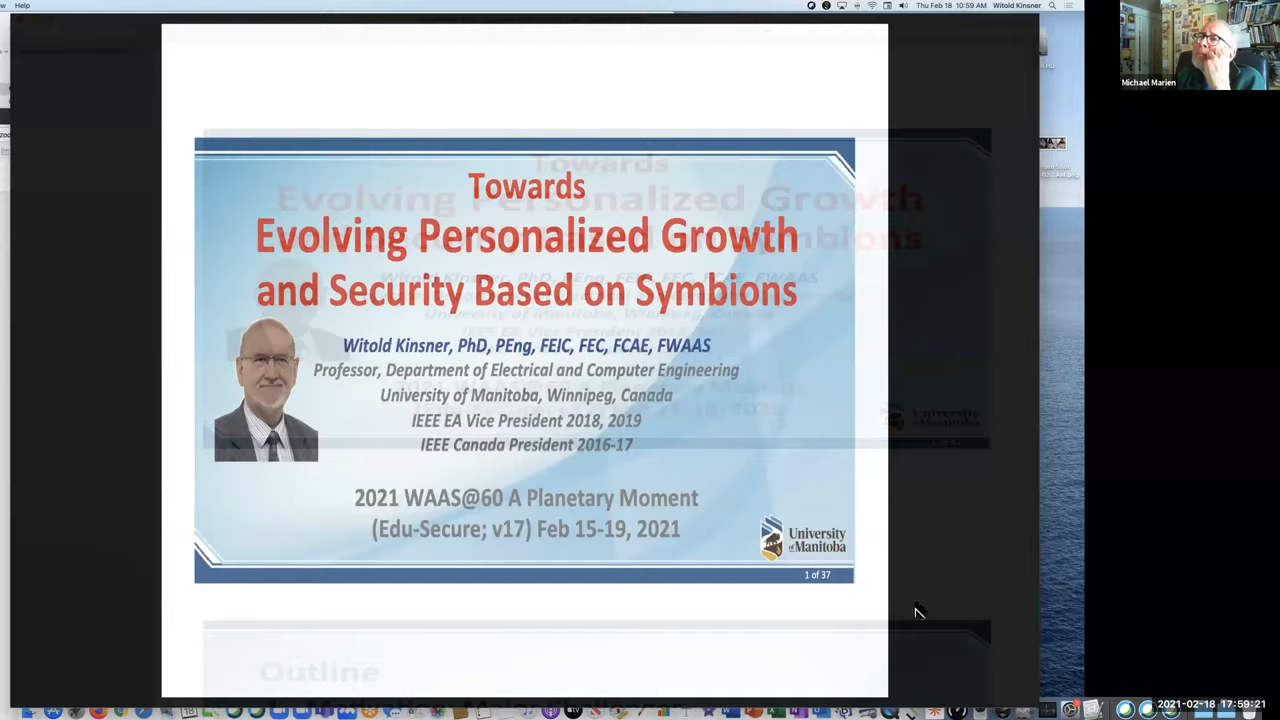 Help
Thu Feb 18 10:59 AM Witold Kinsner
Michael Marien
Towards
Evolving Personalized Growth
and Security Based on Symbions
Witold Kinsner, PhD, PEng, FEIC, FEC, FCAE, FWAAS
Professor, Department of Electrical and Computer Engineering
University of Manitoba, Winnipeg, Canada
IEEE EA Vice President 2018, 2019
IEEE Canada President 2016-17
2021 WAAS@60 A Planetary Moment
(Edu-Secure; v17) Feb 15-19, 2021
University
of Manitoba
1 of 37
Outline
2021-02-18 17:59:21